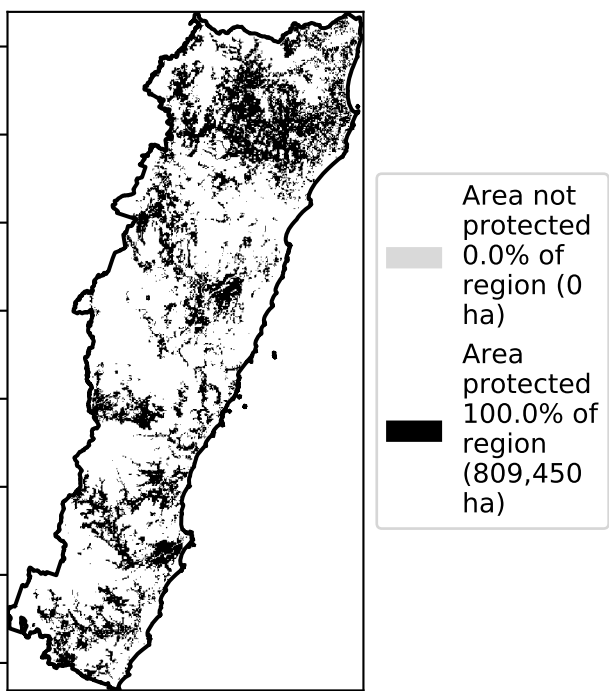 Area not
protected
0.0% of
region (0
ha)
Area
protected
100.0% of
region
(809,450
ha)